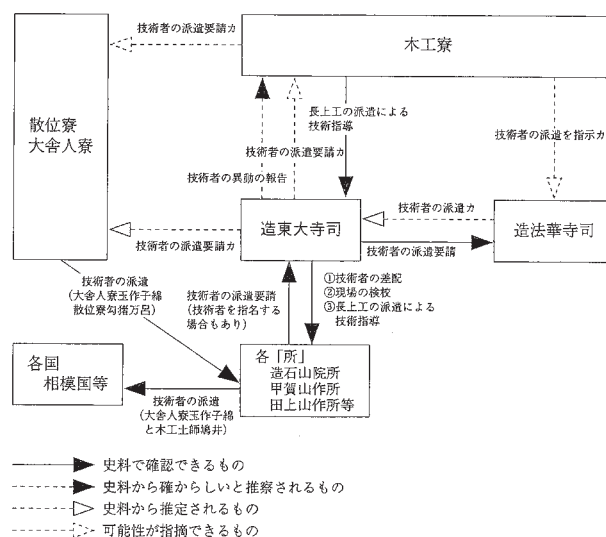 技術者の派遣要請カ
木工寮
散位寮
大舎人寮
長上工の派遣による
技術指導
技術者の派遣要請カ
技術者の異動の報告
技術者の派遣を指示カ
技術者の派遣要請カ
造東大寺司
技術者の派遣カ
技術者の派遣要請
造法華寺司
技術者の派遣
(大舎人寮玉作子綿
散位寮勾猪万呂)
技術者の派遣要請
(技術者を指名する
場合もあり)
①技術者の差配
②現場の検校
③長上工の派遣による
技術指導
各国
相模国等
技術者の派遣
(大舎人寮玉作子綿
と木工土師鳩井)
各「所」
造石山院所
甲賀山作所
田上山作所等
史料で確認できるもの
史料から確からしいと推察されるもの
史料から推定されるもの
可能性が指摘できるもの